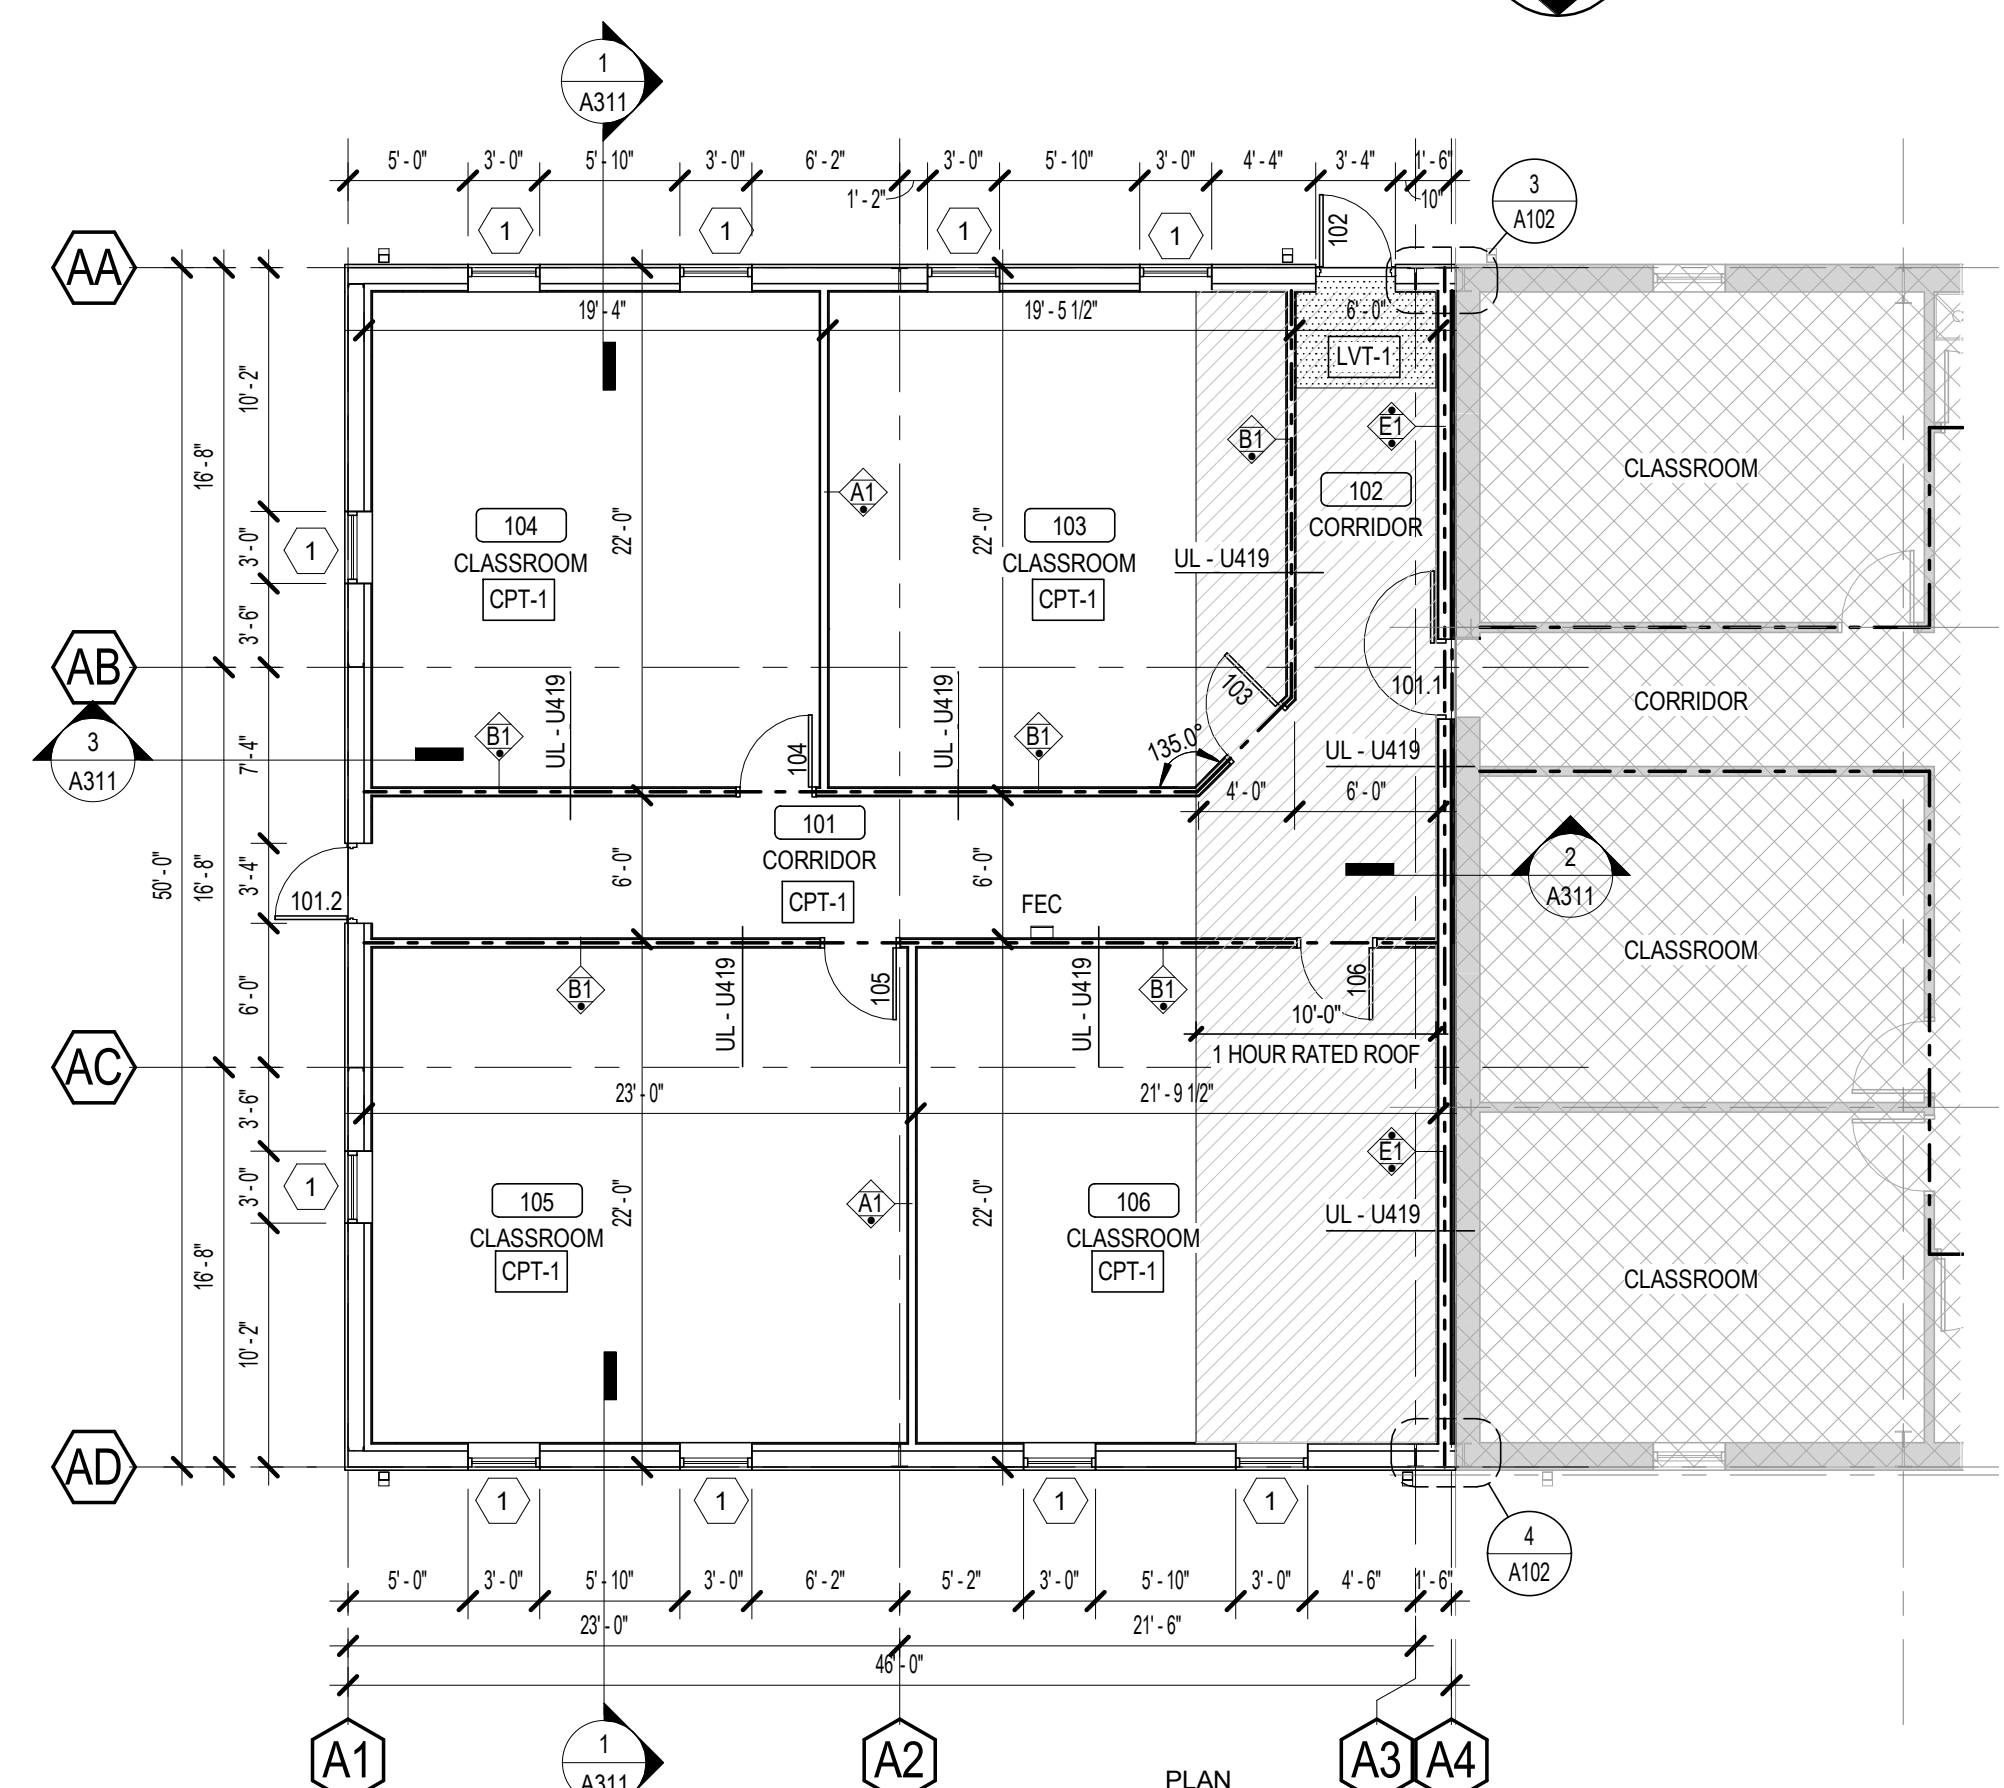 1
A311
5' - 0"
3' - 0"
5' - 10"
3' - 0"
6' - 2"
1' - 2"
3' - 0"
5' - 10"
3' - 0"
4' - 4"
3' - 4"
10"
1' - 6"
3
A102
1
1
1
1
102
AA
19' - 4"
19' - 5 1/2"
6' - 0"
LVT-1
10' - 2"
16' - 8"
B1
E1
CLASSROOM
A1
102
CORRIDOR
104
CLASSROOM
CPT-1
22' - 0"
103
CLASSROOM
CPT-1
22' - 0"
UL - U419
1
3' - 0"
3' - 6"
AB
UL - U419
UL - U419
103
101.1
CORRIDOR
3
A311
7' - 4"
B1
104
B1
135.0°
UL - U419
4' - 0"
6' - 0"
101
CORRIDOR
CPT-1
50' - 0"
16' - 8"
3' - 4"
101.2
6' - 0"
6' - 0"
FEC
2
A311
CLASSROOM
6' - 0"
B1
UL - U419
105
UL - U419
B1
106
10'-0"
1 HOUR RATED ROOF
AC
23' - 0"
21' - 9 1/2"
3' - 6"
E1
1
3' - 0"
105
CLASSROOM
CPT-1
22' - 0"
A1
22' - 0"
106
CLASSROOM
CPT-1
UL - U419
CLASSROOM
16' - 8"
10' - 2"
AD
1
1
1
1
4
A102
5' - 0"
3' - 0"
5' - 10"
3' - 0"
6' - 2"
5' - 2"
3' - 0"
5' - 10"
3' - 0"
4' - 6"
1' - 6"
23' - 0"
21' - 6"
46' - 0"
A1
1
A311
A2
A3
A4
PLAN